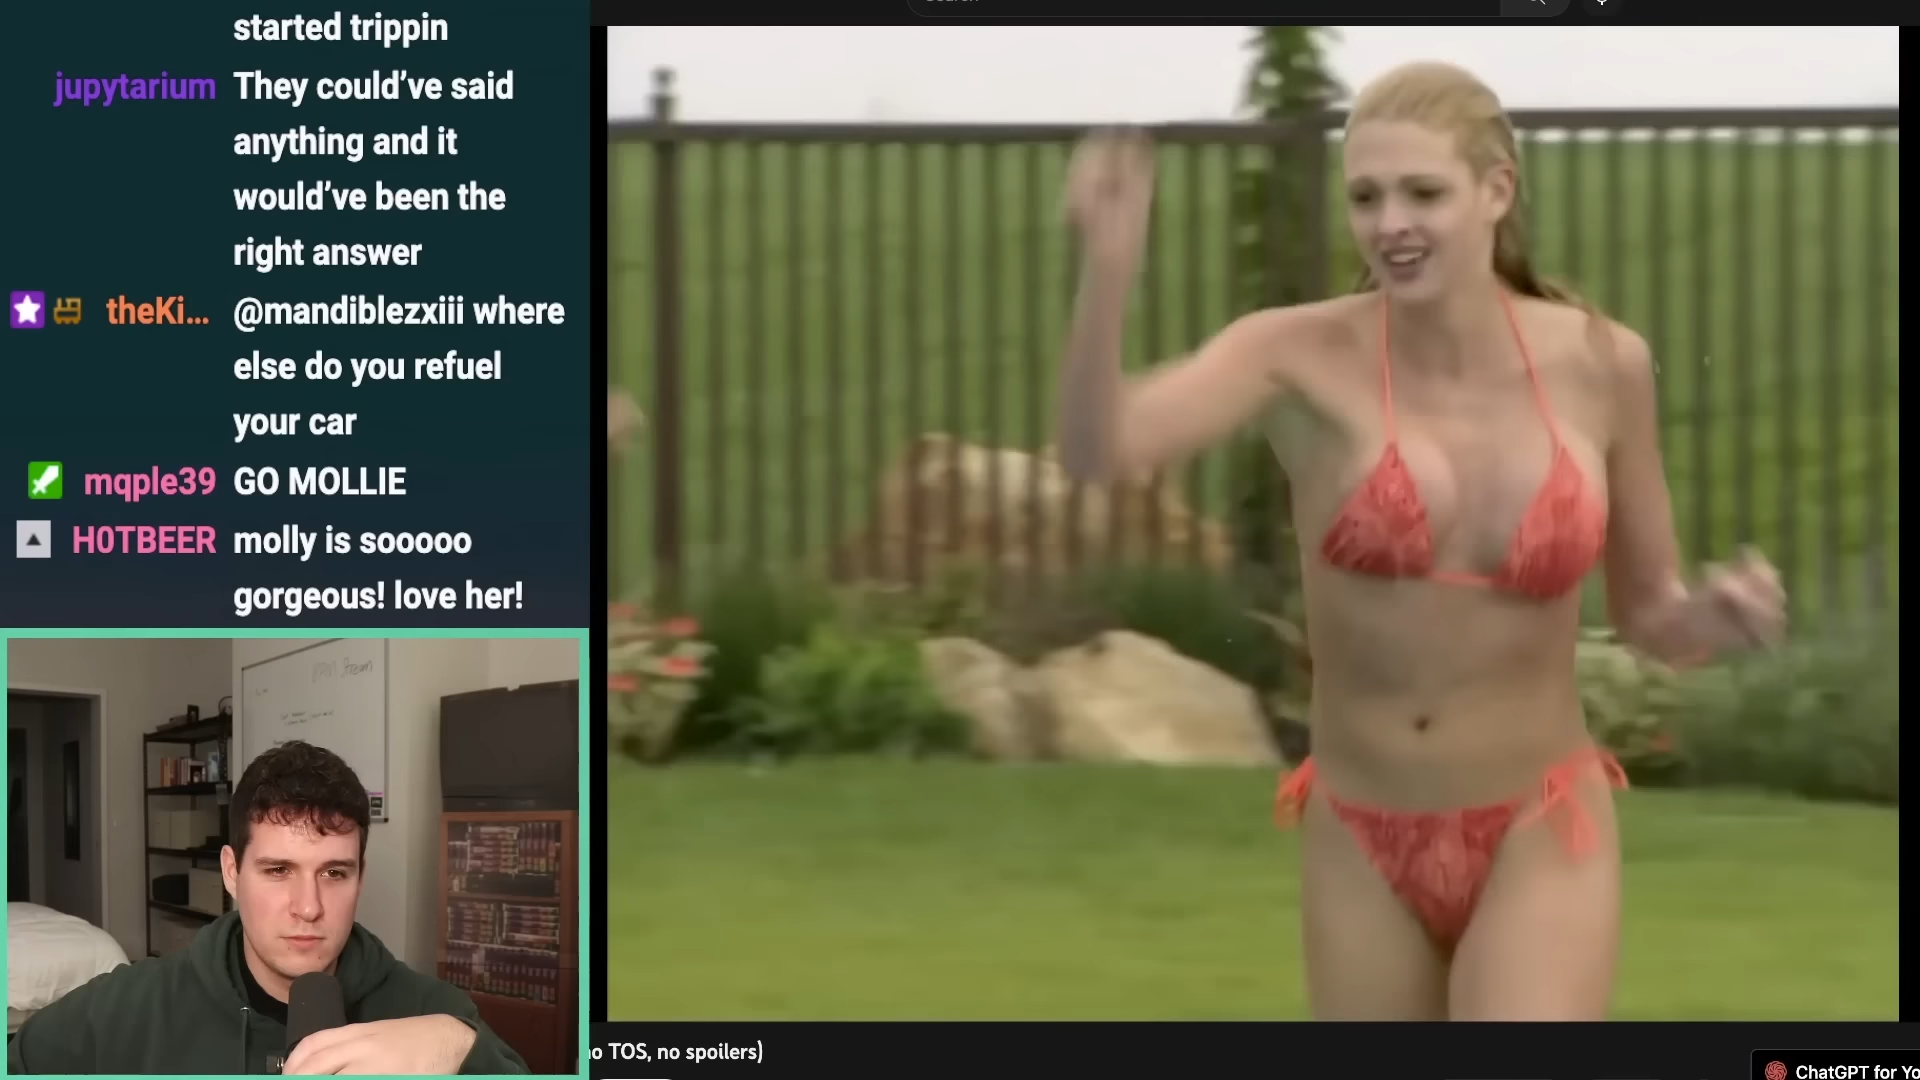 started trippin
jupytarium They could've said
anything and it
would've been the
right answer
theKi... @mandiblezxiii where
else do you refuel
your car
mqple39 GO MOLLIE
H0TBEER molly is sooooo
gorgeous! love her!
no TOS, no spoilers)
ChatGPT for Yo